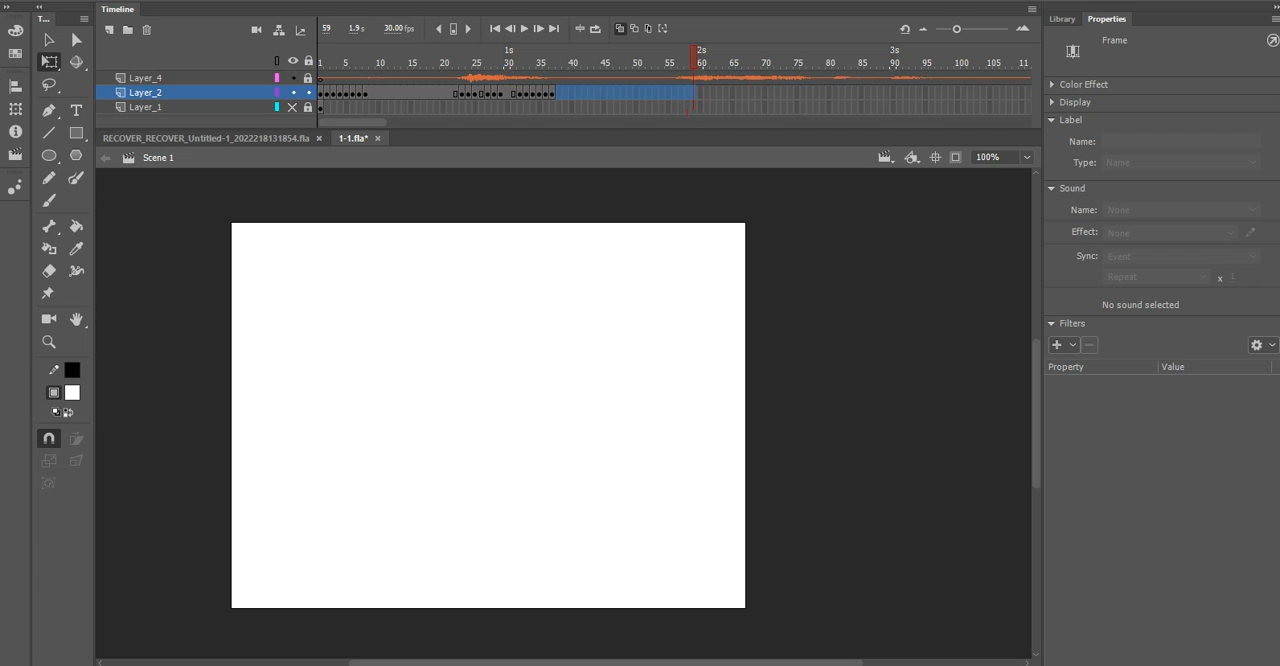 Timeline
Library
Properties
T...
59
1.9s
30.00 fps
Frame
1s
2s
3s
1 5 10 15 20 25 30 35 40 45 50 55 60 65 70 75 80 85 90 95 100 105 11
Layer_4
Layer_2
Layer_1
Color Effect
Display
Label
Name:
Type:
Name
RECOVER_RECOVER_Untitled-1_2022218131854.fla ×
1-1.fla* ×
Scene 1
100%
Sound
Name:
None
Effect:
None
Sync:
Event
Repeat
x 1
No sound selected
Filters
Property
Value